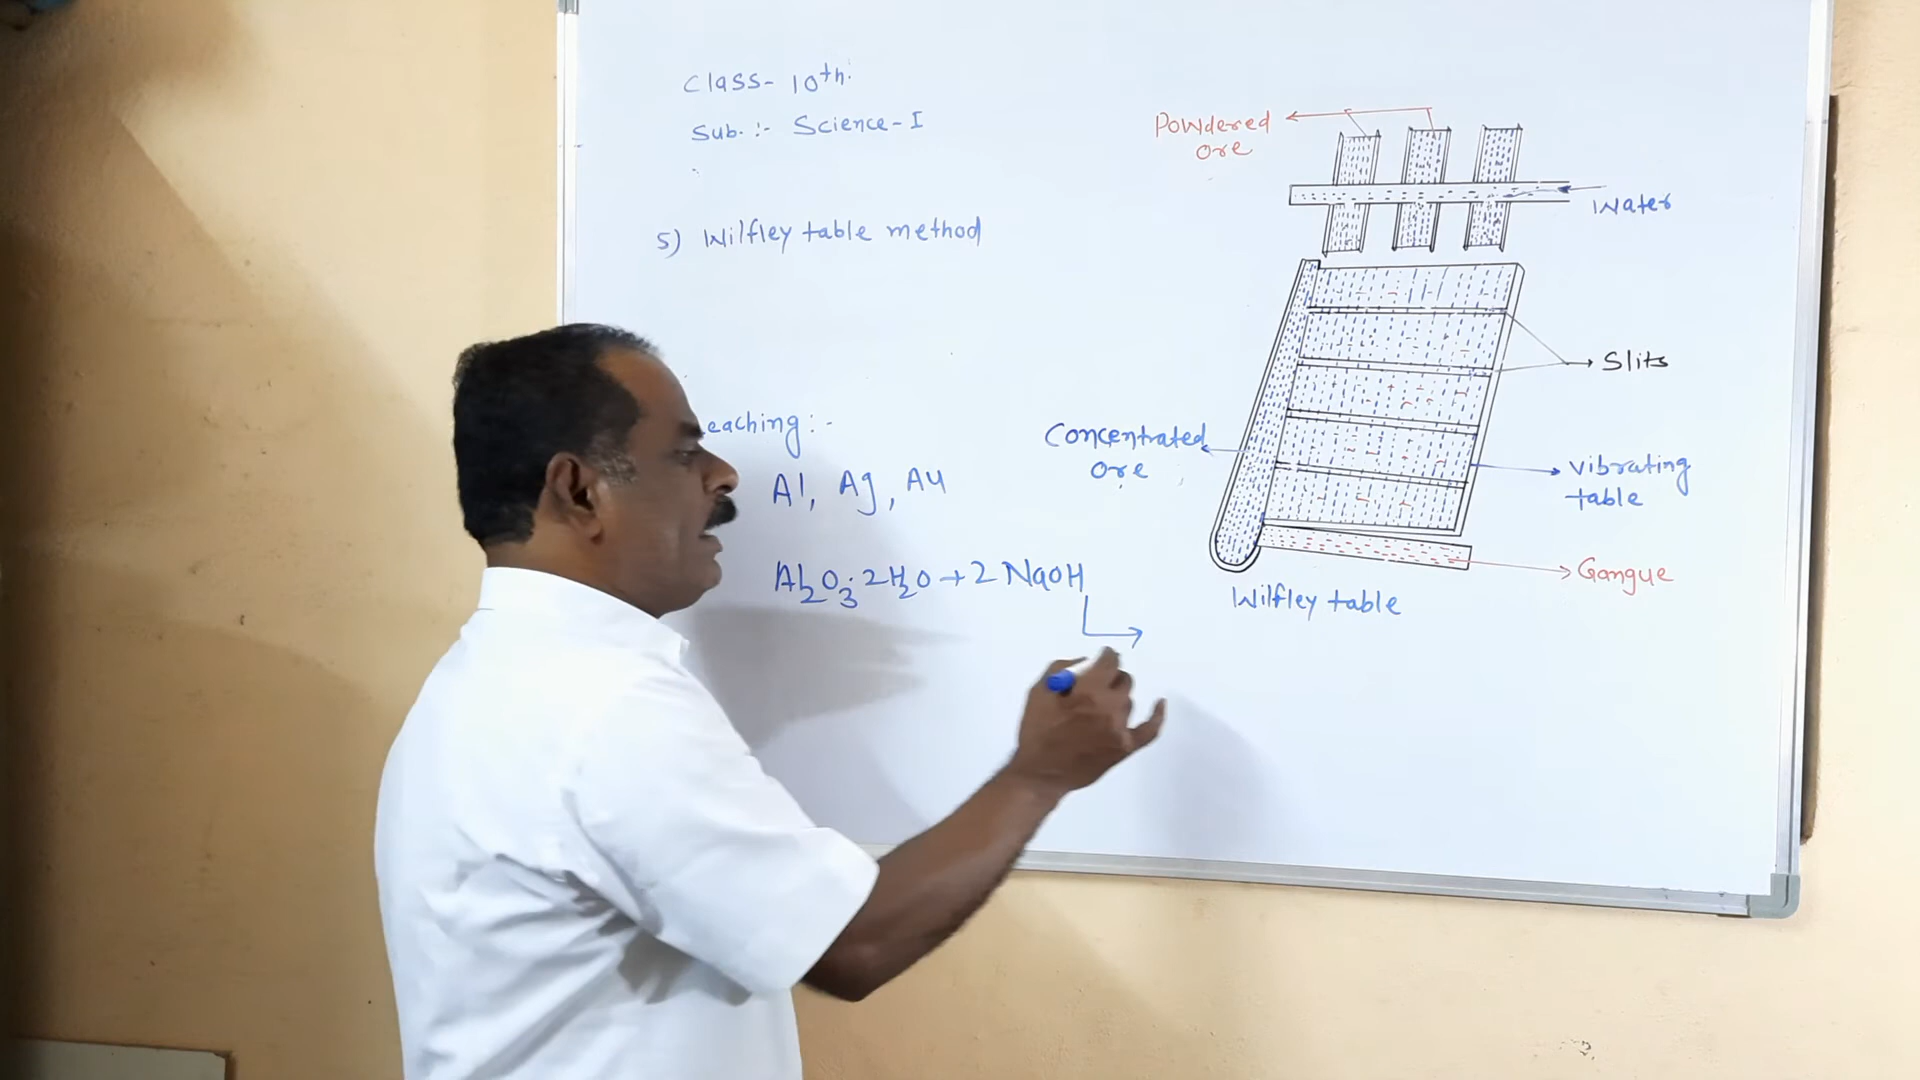 Class- 10th.
Sub. :- Science-I
5) Wilfley table method
eaching:-
Al, Ag, Au
Al2O3.2H2O + 2 NaOH
Powdered
ore
Water
Slits
Concentrated
ore
vibrating
table
Gangue
Wilfley table